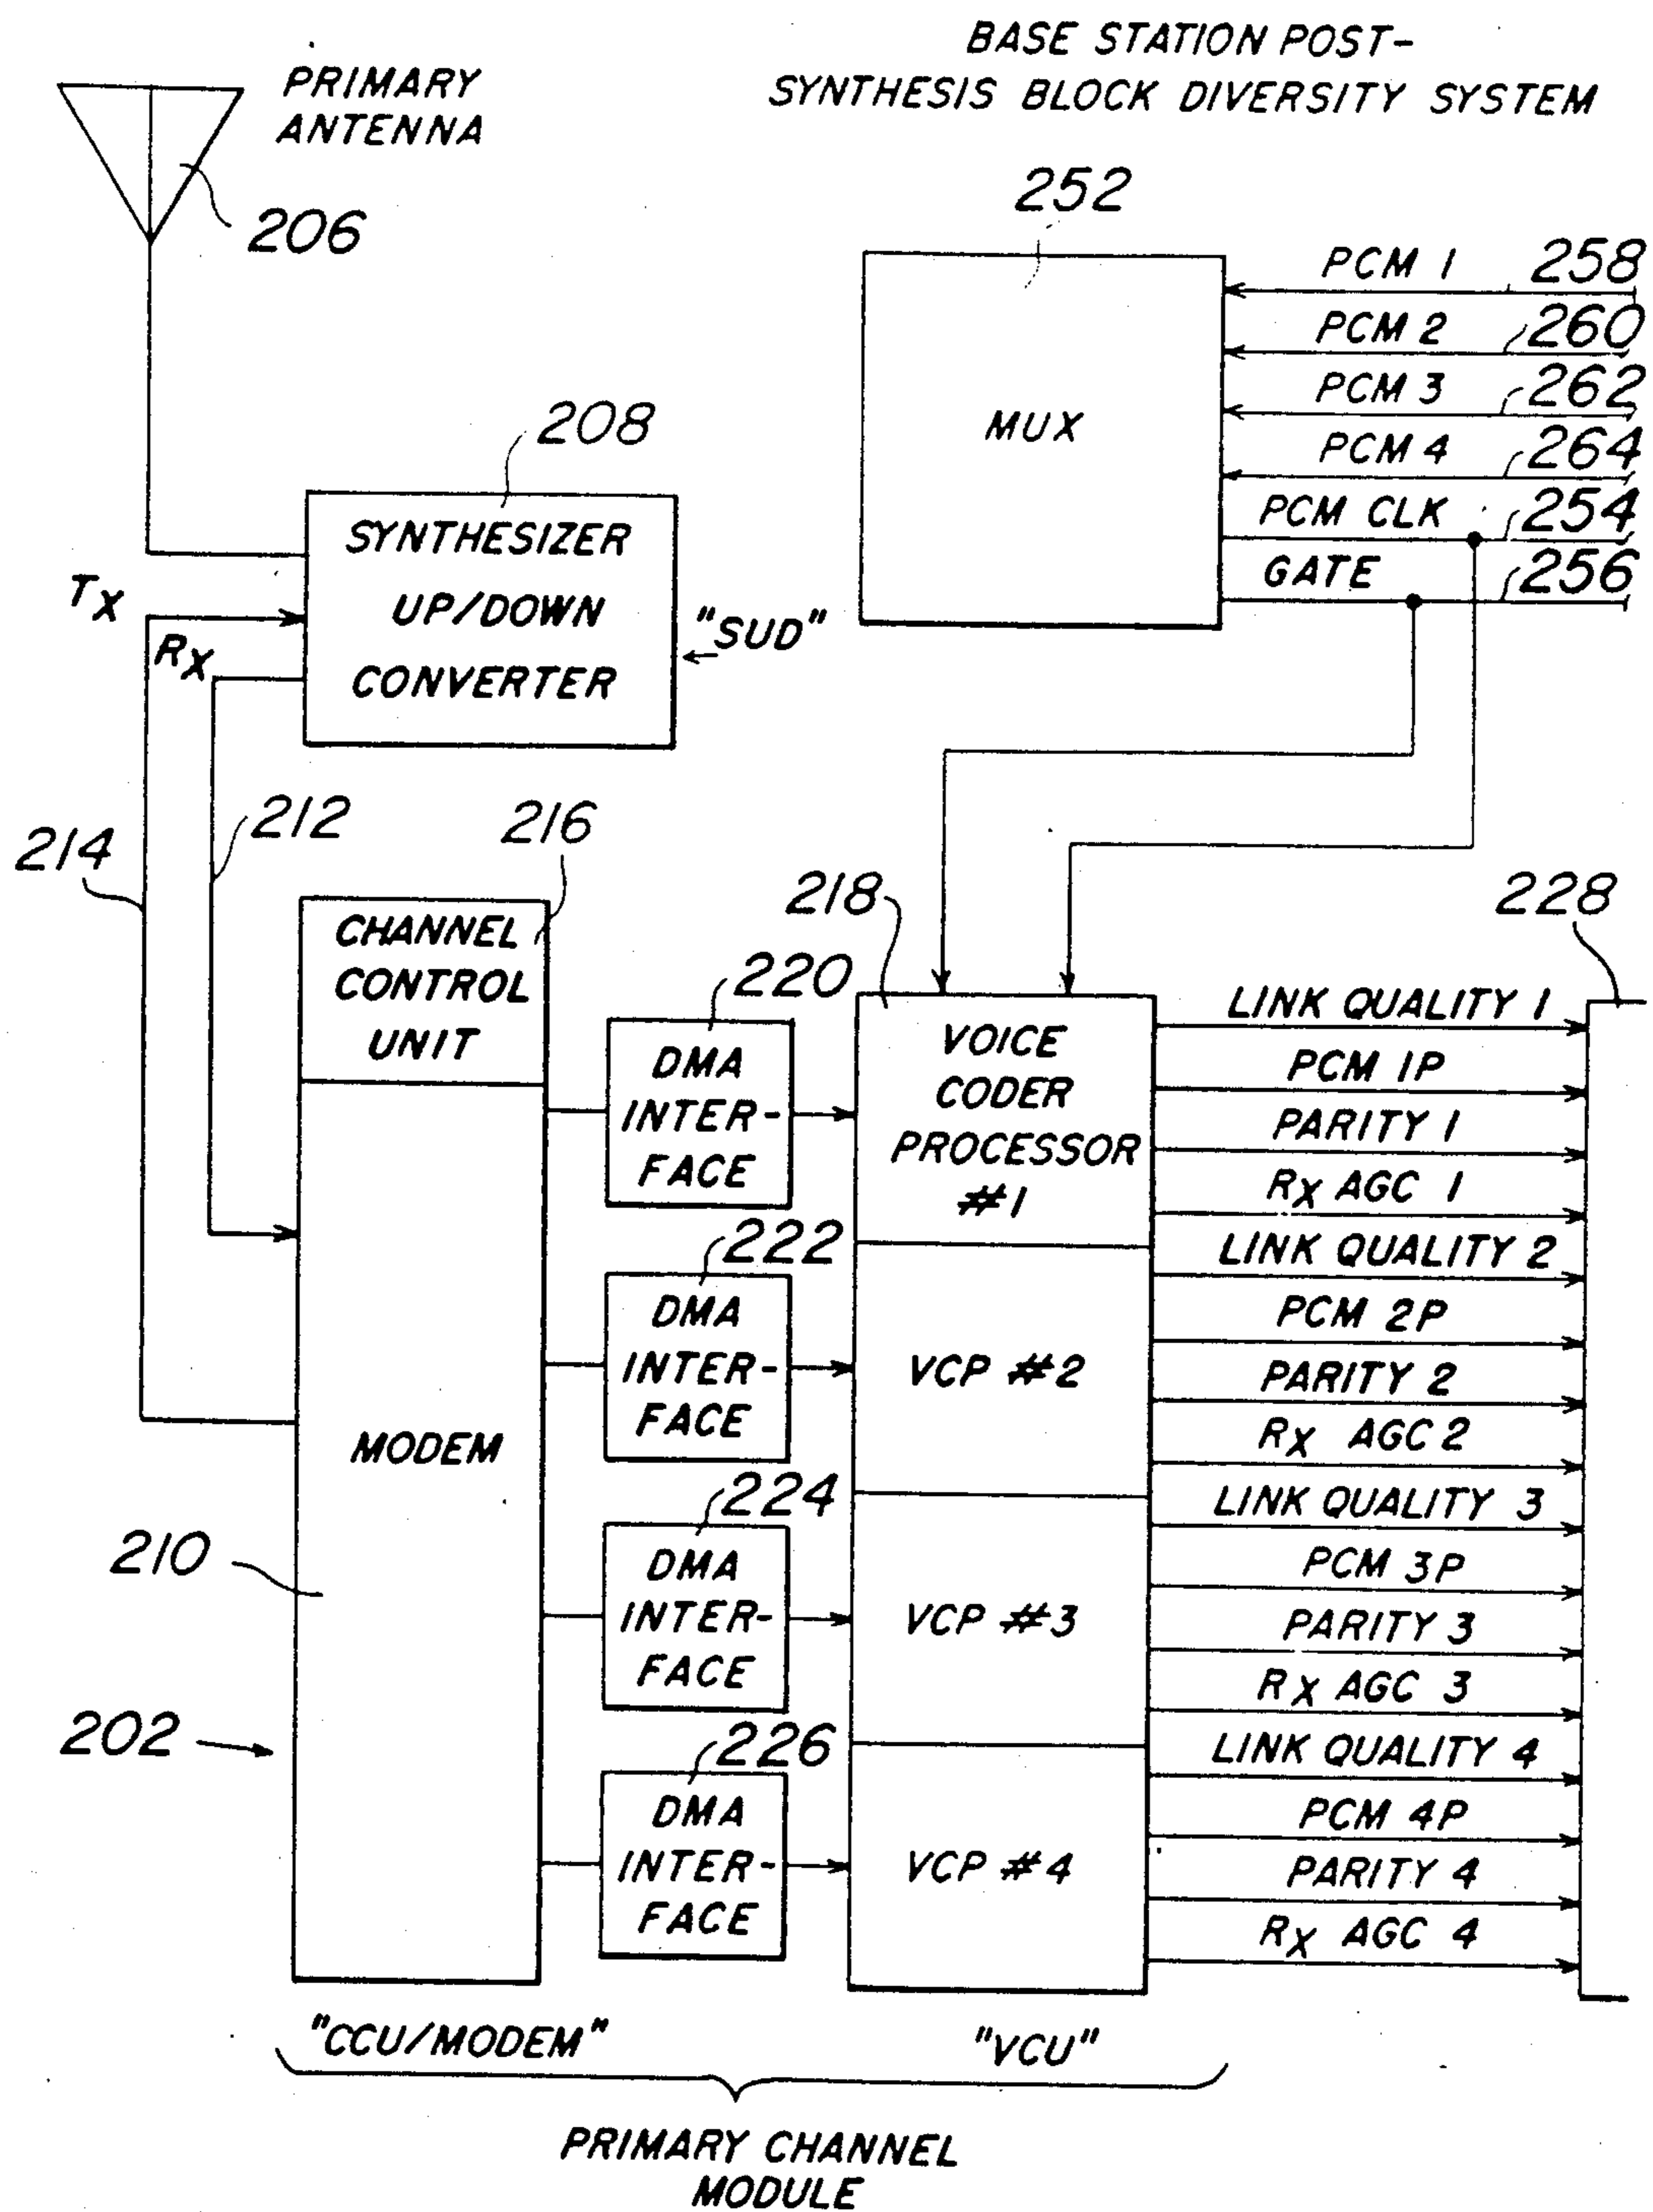 BASE STATION POST-
SYNTHESIS BLOCK DIVERSITY SYSTEM
PRIMARY
ANTENNA
206
252
MUX
PCM 1 258
PCM 2 260
PCM 3 262
PCM 4 264
PCM CLK 254
GATE 256
208
SYNTHESIZER
UP/DOWN
CONVERTER
"SUD"
Tx
Rx
214
212
216
CHANNEL
CONTROL
UNIT
MODEM
210
202
220
DMA
INTER-
FACE
222
DMA
INTER-
FACE
224
DMA
INTER-
FACE
226
DMA
INTER-
FACE
218
VOICE
CODER
PROCESSOR
#1
VCP #2
VCP #3
VCP #4
228
LINK QUALITY 1
PCM 1P
PARITY 1
Rx AGC 1
LINK QUALITY 2
PCM 2P
PARITY 2
Rx AGC 2
LINK QUALITY 3
PCM 3P
PARITY 3
Rx AGC 3
LINK QUALITY 4
PCM 4P
PARITY 4
Rx AGC 4
"CCU/MODEM"
"VCU"
PRIMARY CHANNEL
MODULE